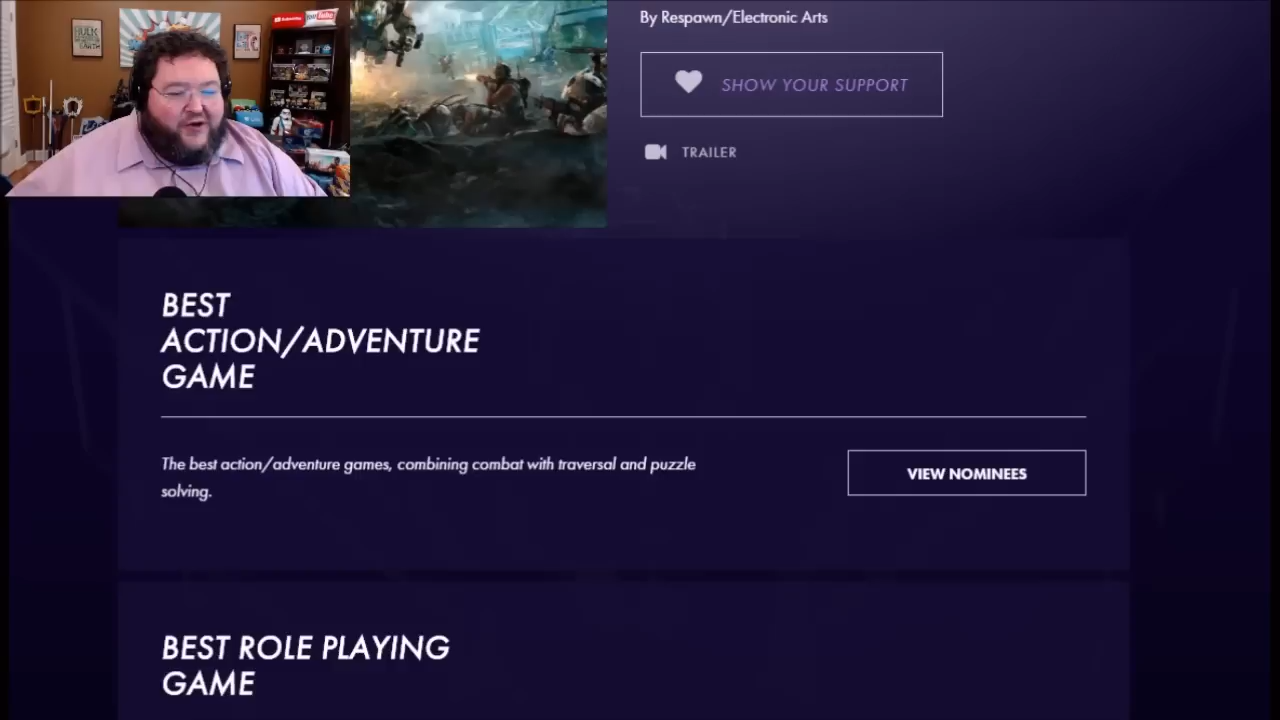 By Respawn/Electronic Arts
SHOW YOUR SUPPORT
TRAILER
BEST
ACTION/ADVENTURE
GAME
The best action/adventure games, combining combat with traversal and puzzle
solving.
VIEW NOMINEES
BEST ROLE PLAYING
GAME